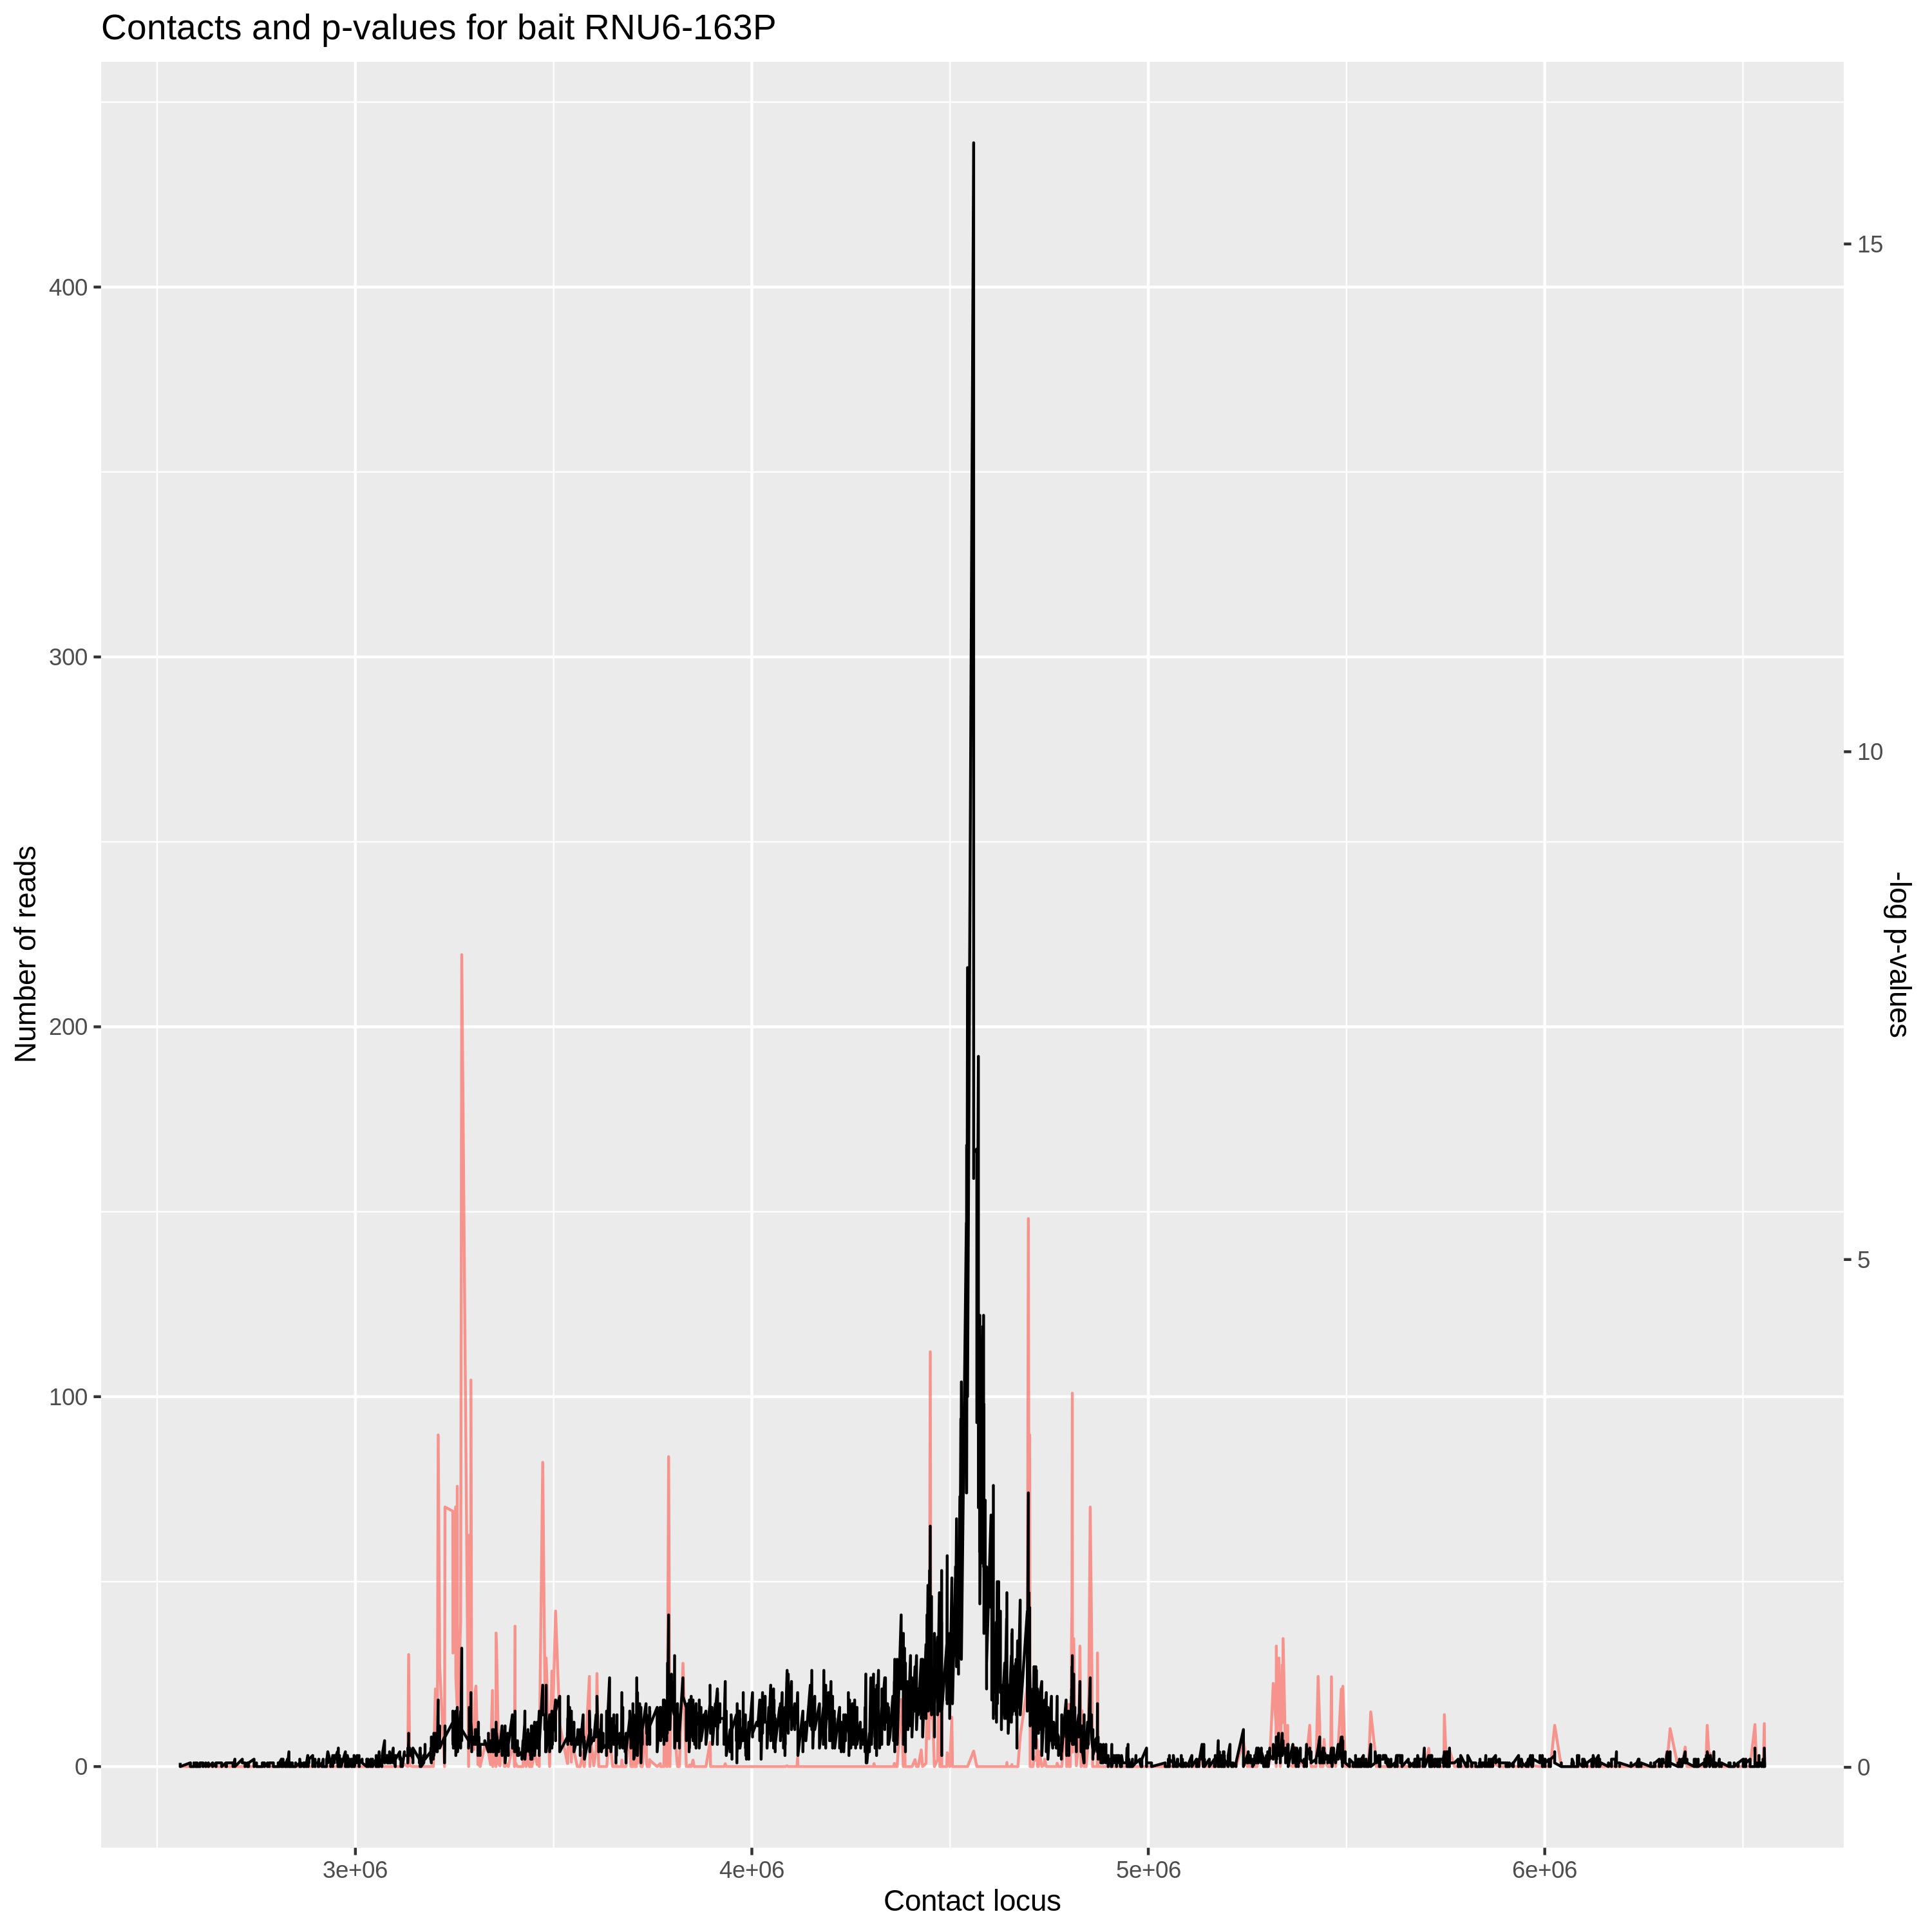 Contacts and p-values for bait RNU6-163P
400
300
200
100
0
15
10
5
0
Number of reads
-log p-values
3e+06
4e+06
5e+06
6e+06
Contact locus